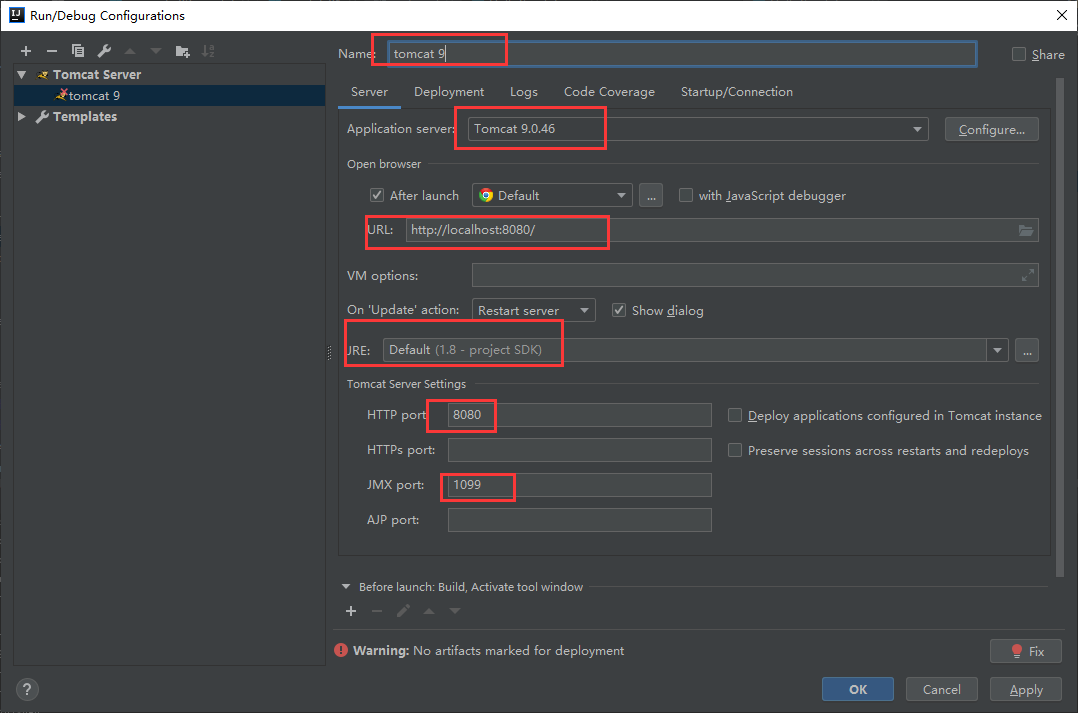 Run/Debug Configurations
Name: tomcat 9
Share
Tomcat Server
tomcat 9
Templates
Server Deployment Logs Code Coverage Startup/Connection
Application server: Tomcat 9.0.46 Configure...
Open browser
After launch Default ... with JavaScript debugger
URL: http://localhost:8080/
VM options:
On 'Update' action: Restart server Show dialog
JRE: Default (1.8 - project SDK) ...
Tomcat Server Settings
HTTP port 8080 Deploy applications configured in Tomcat instance
HTTPs port: Preserve sessions across restarts and redeploys
JMX port: 1099
AJP port:
Before launch: Build, Activate tool window
Warning: No artifacts marked for deployment Fix
? OK Cancel Apply